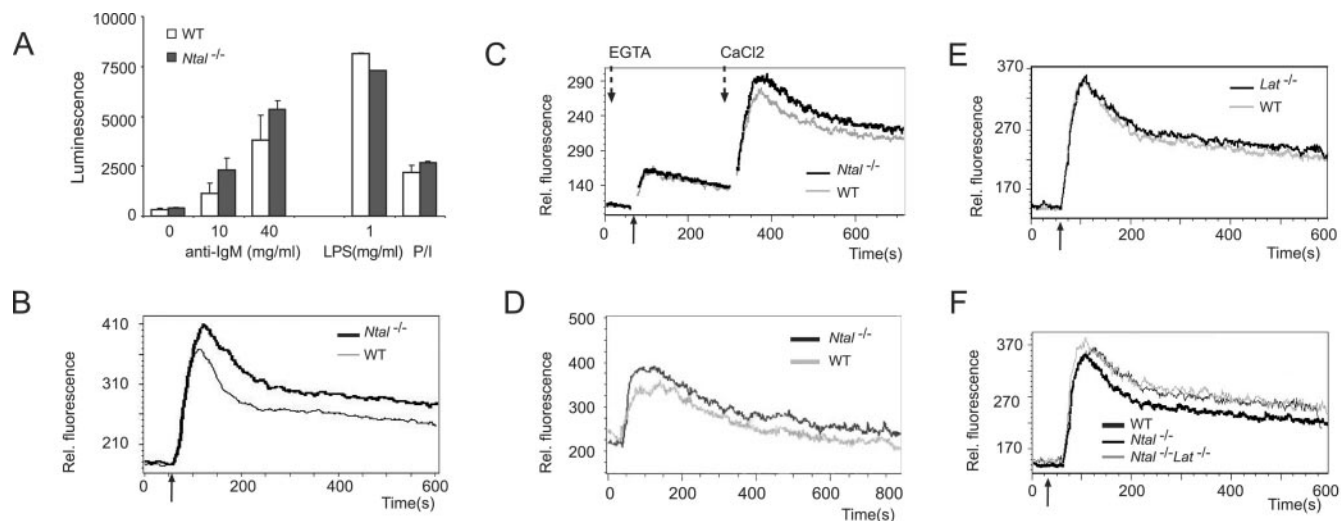 A
10000
7500
5000
2500
0
Luminescence
WT
Ntal -/-
0 10 40 1
anti-IgM (mg/ml) LPS(mg/ml) P/I
B
410
310
210
Rel. fluorescence
Ntal -/-
WT
0 200 400 600
Time(s)
C
EGTA CaCl2
290
240
290
140
Rel. fluorescence
Ntal -/-
WT
0 200 400 600
Time(s)
D
500
400
300
200
Rel. fluorescence
Ntal -/-
WT
0 200 400 600 800
Time(s)
E
370
270
170
Rel. fluorescence
Lat -/-
WT
0 200 400 600
Time(s)
F
370
270
170
Rel. fluorescence
WT
Ntal -/-
Ntal -/-Lat -/-
0 200 400 600
Time(s)